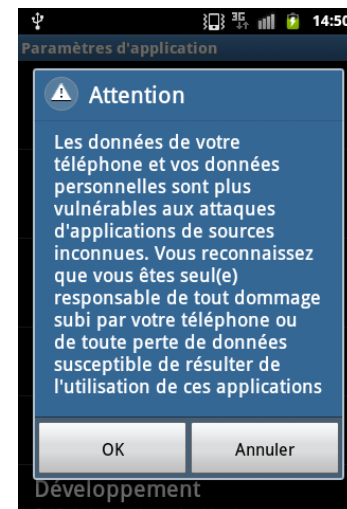 3G 14:50
Paramètres d'application
Attention
Les données de votre
téléphone et vos données
personnelles sont plus
vulnérables aux attaques
d'applications de sources
inconnues. Vous reconnaissez
que vous êtes seul(e)
responsable de tout dommage
subi par votre téléphone ou
de toute perte de données
susceptible de résulter de
l'utilisation de ces applications
OK Annuler
Développement